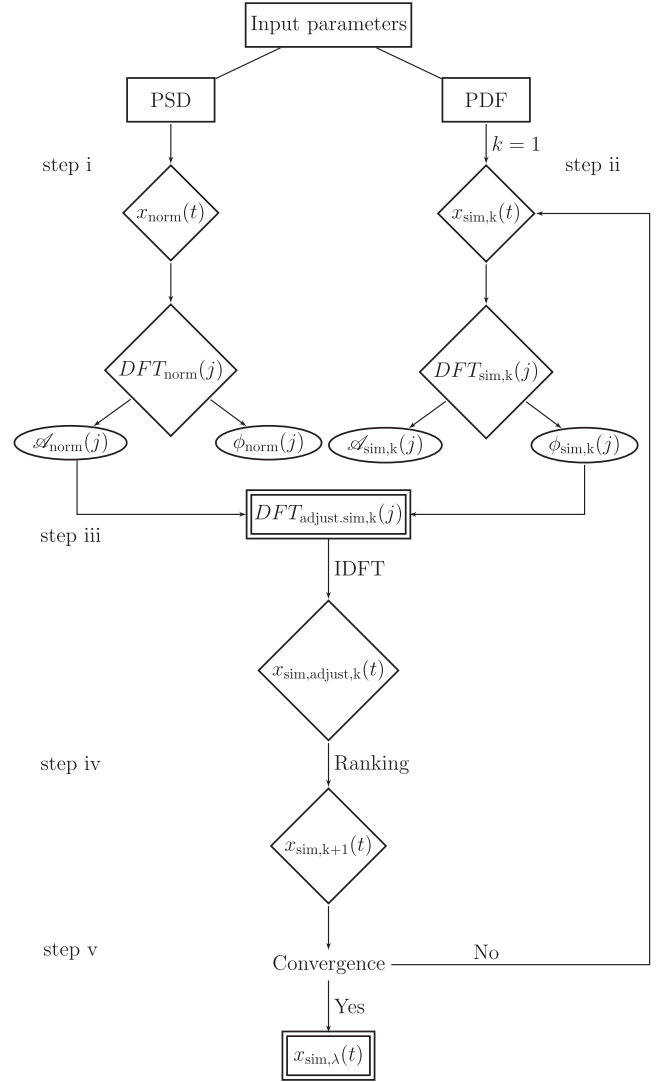 Input parameters
PSD
PDF
k = 1
step i
step ii
x_norm(t)
x_sim,k(t)
DFT_norm(j)
DFT_sim,k(j)
𝒜_norm(j)
ϕ_norm(j)
𝒜_sim,k(j)
ϕ_sim,k(j)
DFT_adjust.sim,k(j)
step iii
IDFT
x_sim,adjust,k(t)
step iv
Ranking
x_sim,k+1(t)
step v
No
Convergence
Yes
x_sim,λ(t)